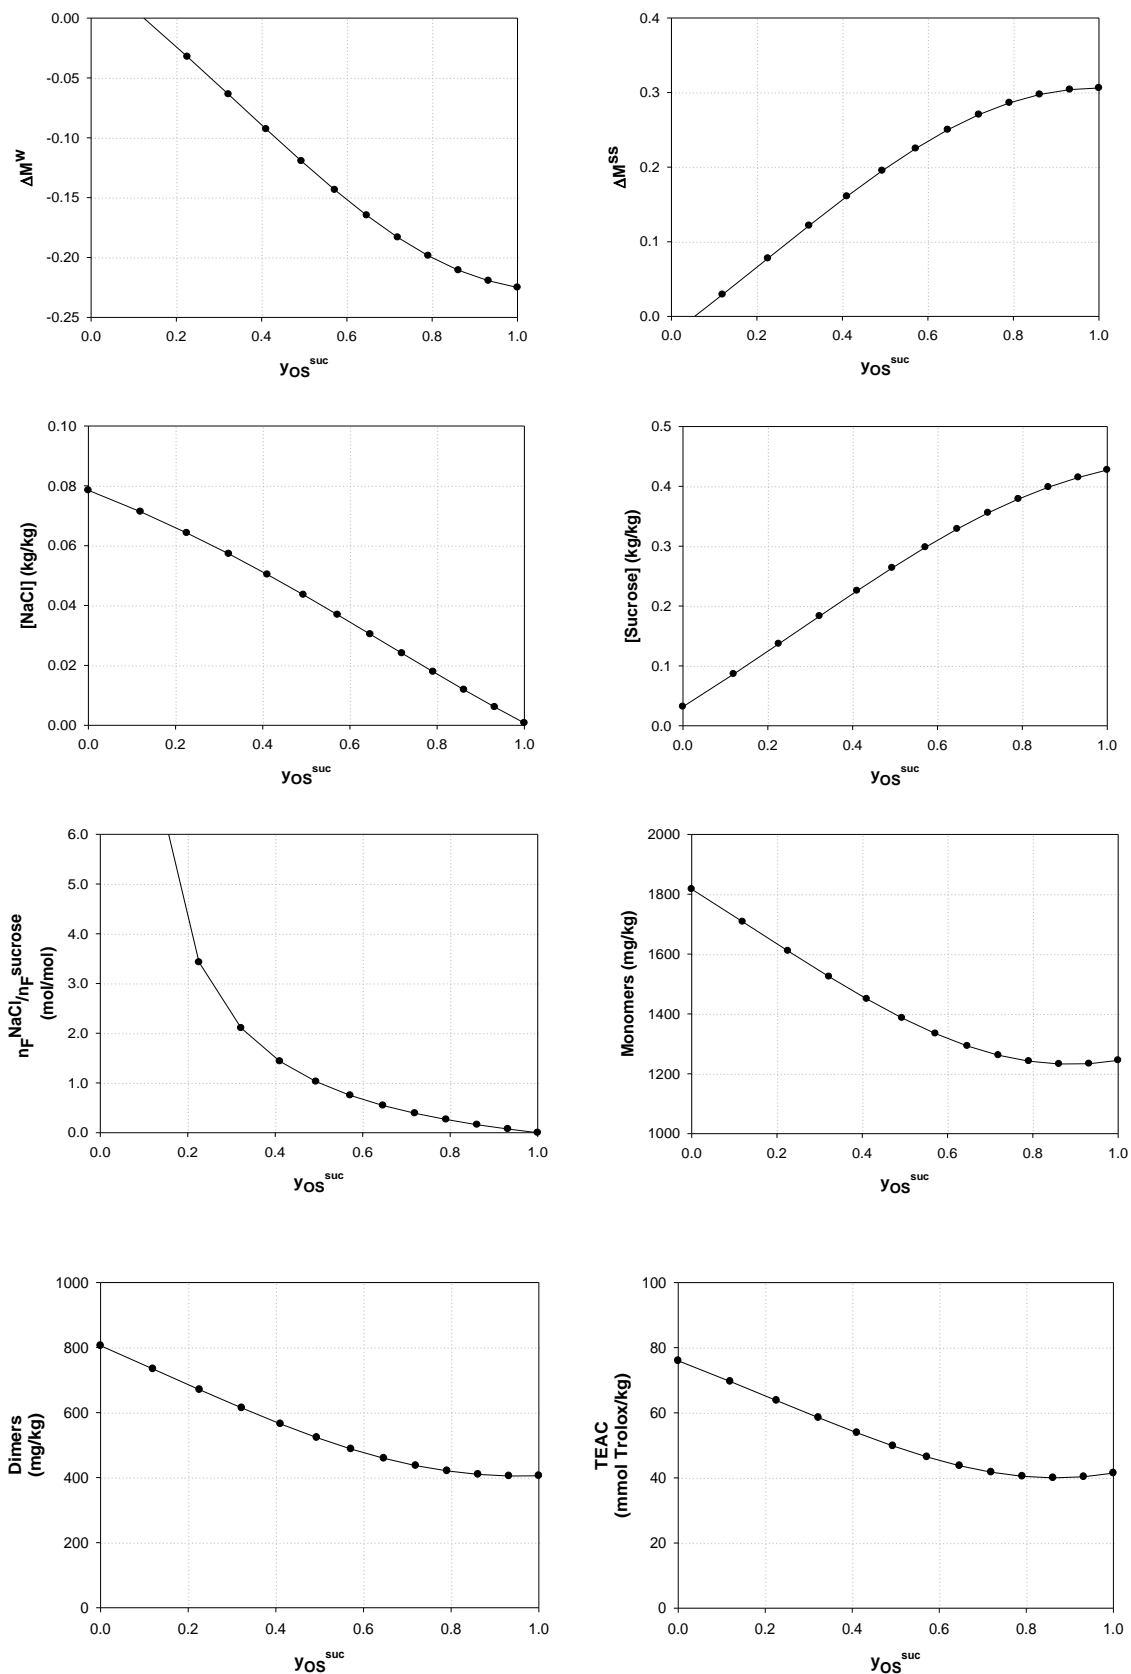 0.00
-0.05
-0.10
-0.15
-0.20
-0.25
ΔM^w
0.0 0.2 0.4 0.6 0.8 1.0
y_OS^suc
0.4
0.3
0.2
0.1
0.0
ΔM^ss
0.0 0.2 0.4 0.6 0.8 1.0
y_OS^suc
0.10
0.08
0.06
0.04
0.02
0.00
[NaCl] (kg/kg)
0.0 0.2 0.4 0.6 0.8 1.0
y_OS^suc
0.5
0.4
0.3
0.2
0.1
0.0
[Sucrose] (kg/kg)
0.0 0.2 0.4 0.6 0.8 1.0
y_OS^suc
6.0
5.0
4.0
3.0
2.0
1.0
0.0
n_F^NaCl/n_F^sucrose
(mol/mol)
0.0 0.2 0.4 0.6 0.8 1.0
y_OS^suc
2000
1800
1600
1400
1200
1000
Monomers (mg/kg)
0.0 0.2 0.4 0.6 0.8 1.0
y_OS^suc
1000
800
600
400
200
0
Dimers
(mg/kg)
0.0 0.2 0.4 0.6 0.8 1.0
y_OS^suc
100
80
60
40
20
0
TEAC
(mmol Trolox/kg)
0.0 0.2 0.4 0.6 0.8 1.0
y_OS^suc